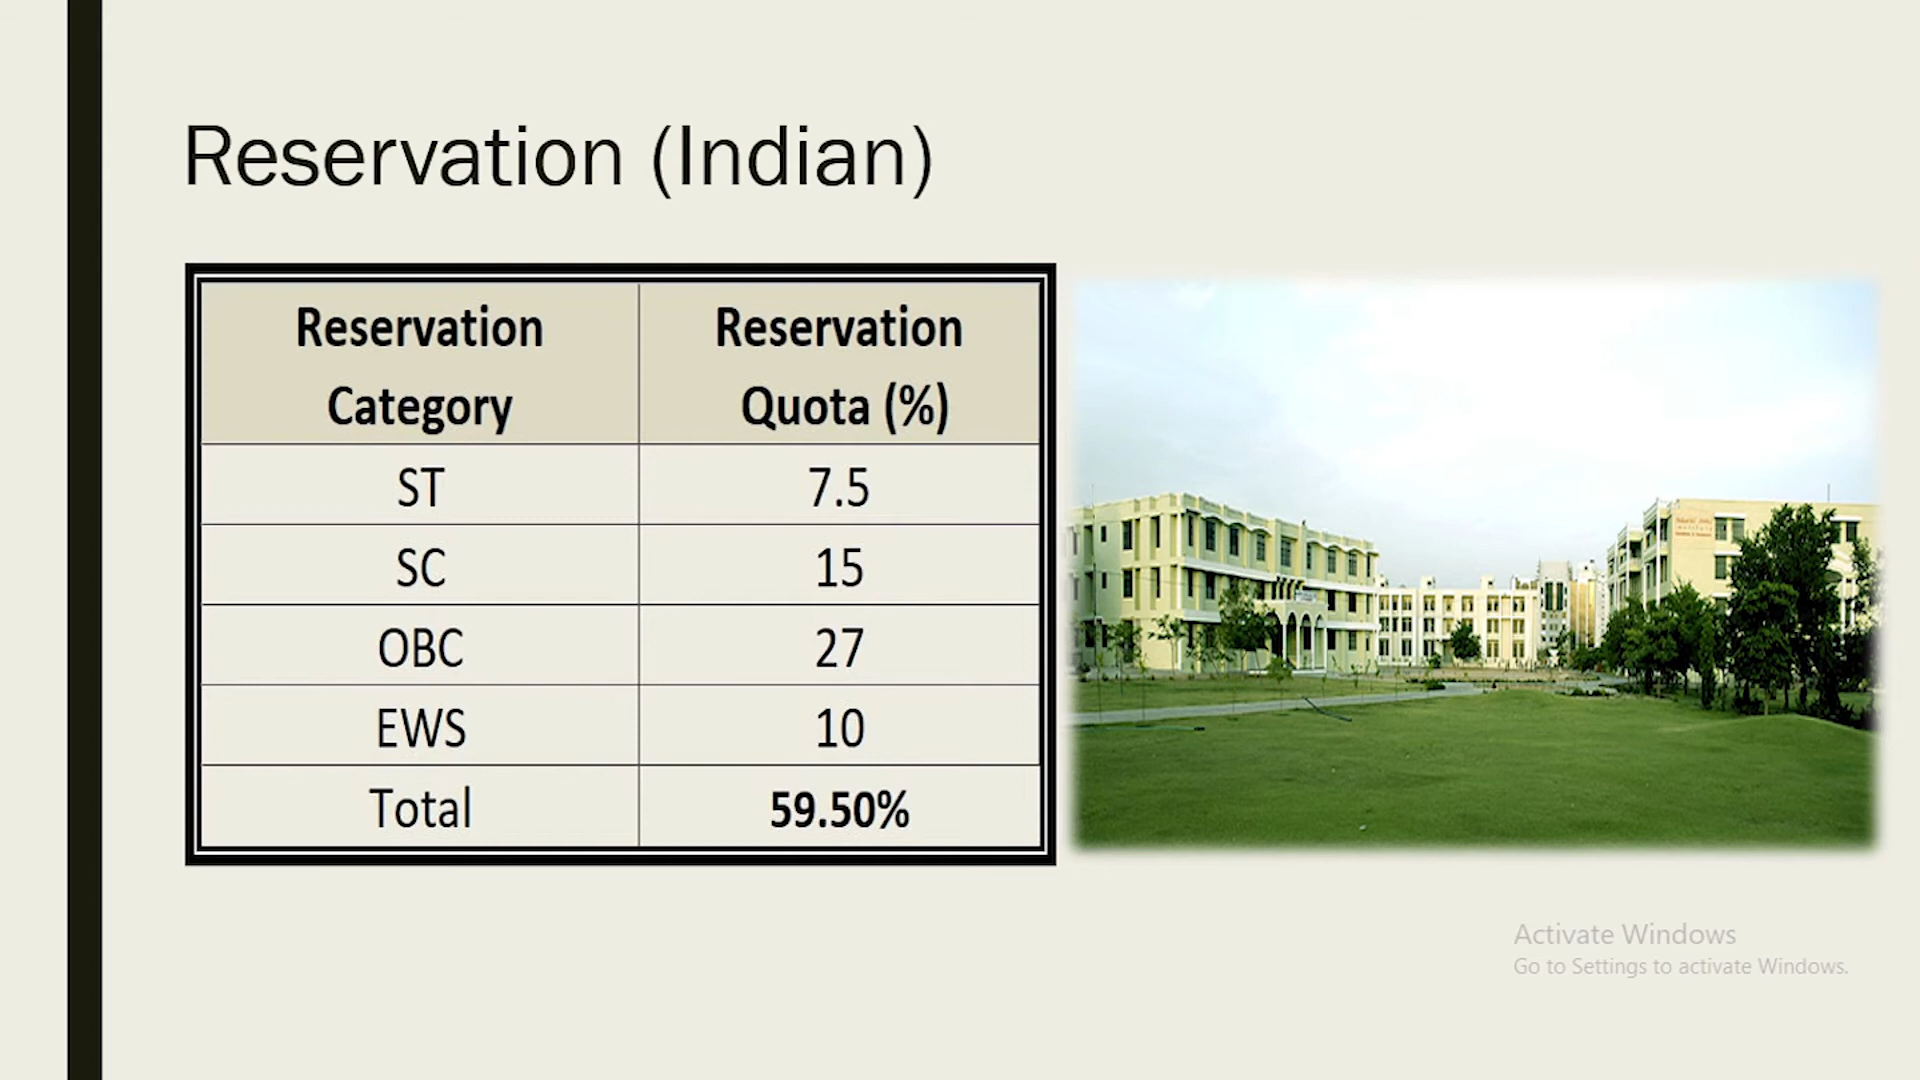 Reservation (Indian)
Reservation Category
Reservation Quota (%)
ST 7.5
SC 15
OBC 27
EWS 10
Total 59.50%
Activate Windows
Go to Settings to activate Windows.